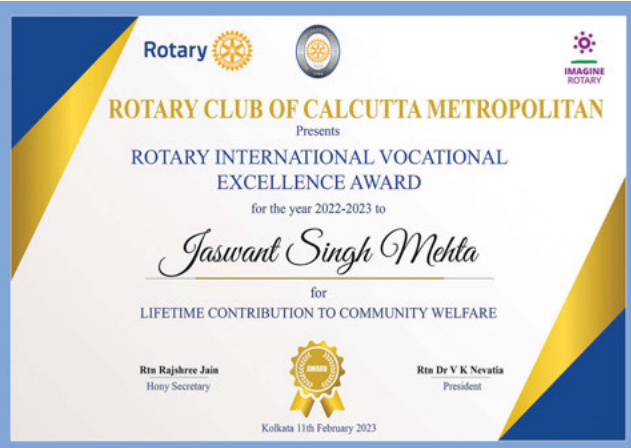 Rotary
IMAGINE
ROTARY
ROTARY CLUB OF CALCUTTA METROPOLITAN
Presents
ROTARY INTERNATIONAL VOCATIONAL
EXCELLENCE AWARD
for the year 2022-2023 to
Jaswant Singh Mehta
for
LIFETIME CONTRIBUTION TO COMMUNITY WELFARE
Rtn Rajshree Jain
Hony Secretary
AWARD
Rtn Dr V K Nevatia
President
Kolkata 11th February 2023